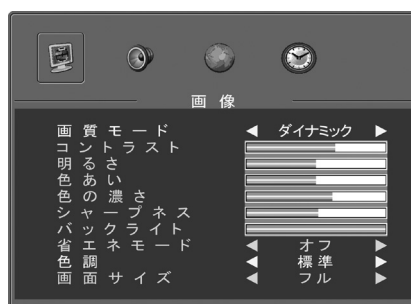 画像
画質モード ダイナミック
コントラスト
明るさ
色あい
色の濃さ
シャープネス
バックライト
省エネモード オフ
色調 標準
画面サイズ フル